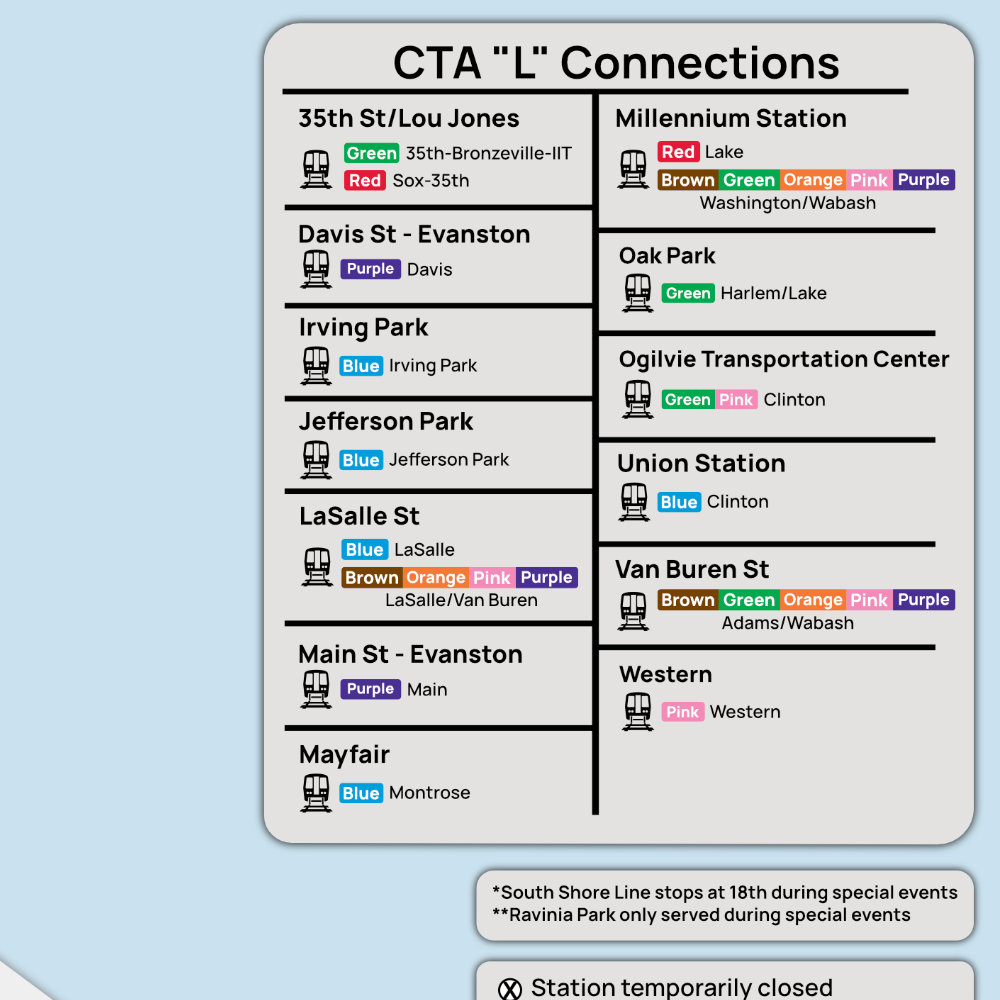 CTA "L" Connections
35th St/Lou Jones
Green 35th-Bronzeville-IIT
Red Sox-35th
Davis St - Evanston
Purple Davis
Irving Park
Blue Irving Park
Jefferson Park
Blue Jefferson Park
LaSalle St
Blue LaSalle
Brown Orange Pink Purple
LaSalle/Van Buren
Main St - Evanston
Purple Main
Mayfair
Blue Montrose
Millennium Station
Red Lake
Brown Green Orange Pink Purple
Washington/Wabash
Oak Park
Green Harlem/Lake
Ogilvie Transportation Center
Green Pink Clinton
Union Station
Blue Clinton
Van Buren St
Brown Green Orange Pink Purple
Adams/Wabash
Western
Pink Western
*South Shore Line stops at 18th during special events
**Ravinia Park only served during special events
Station temporarily closed